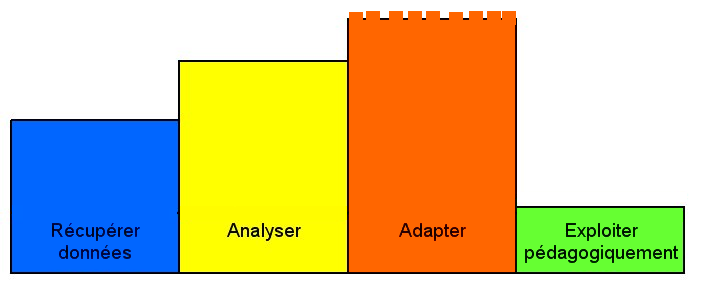 Récupérer
données
Analyser
Adapter
Exploiter
pédagogiquement